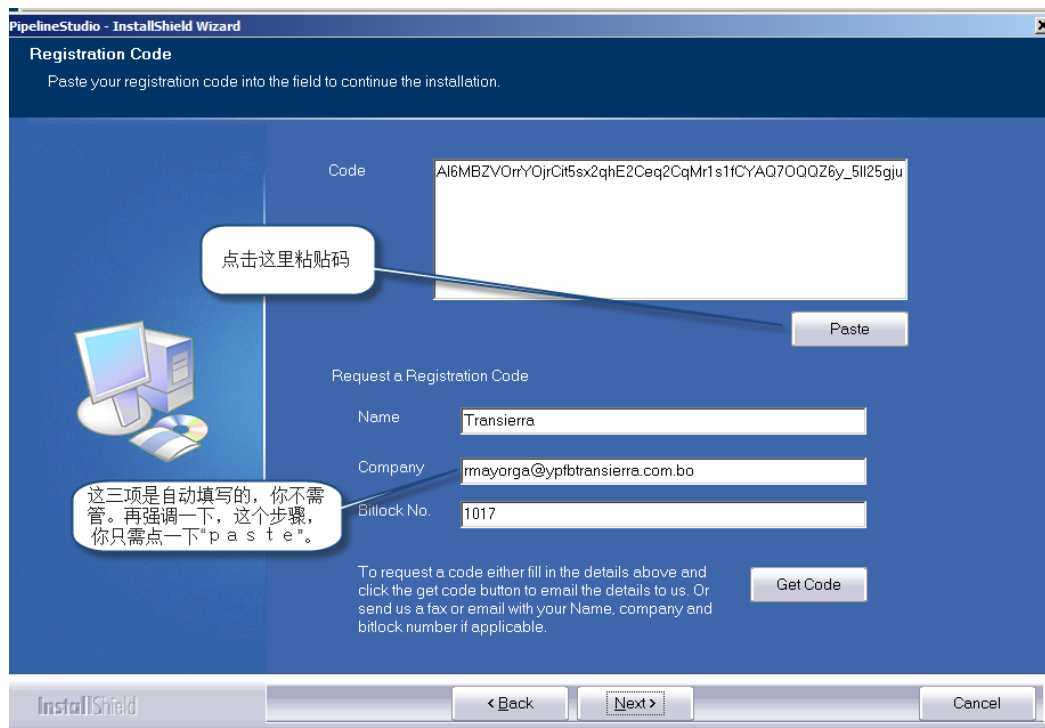 PipelineStudio - InstallShield Wizard
Registration Code
Paste your registration code into the field to continue the installation.
Code
AI6MBZVOrrYOjrCit5sx2qhE2Ceq2CqMr1s1fCYAQ7OQQZ6y_5II25gju
点击这里粘贴码
Paste
Request a Registration Code
Name
Transierra
Company
rmayorga@ypfbtransierra.com.bo
这三项是自动填写的，你不需
管。再强调一下，这个步骤，
你只需点一下"ｐａｓｔｅ"。
Bitlock No.
1017
To request a code either fill in the details above and
click the get code button to email the details to us. Or
send us a fax or email with your Name, company and
bitlock number if applicable.
Get Code
InstallShield
< Back
Next >
Cancel